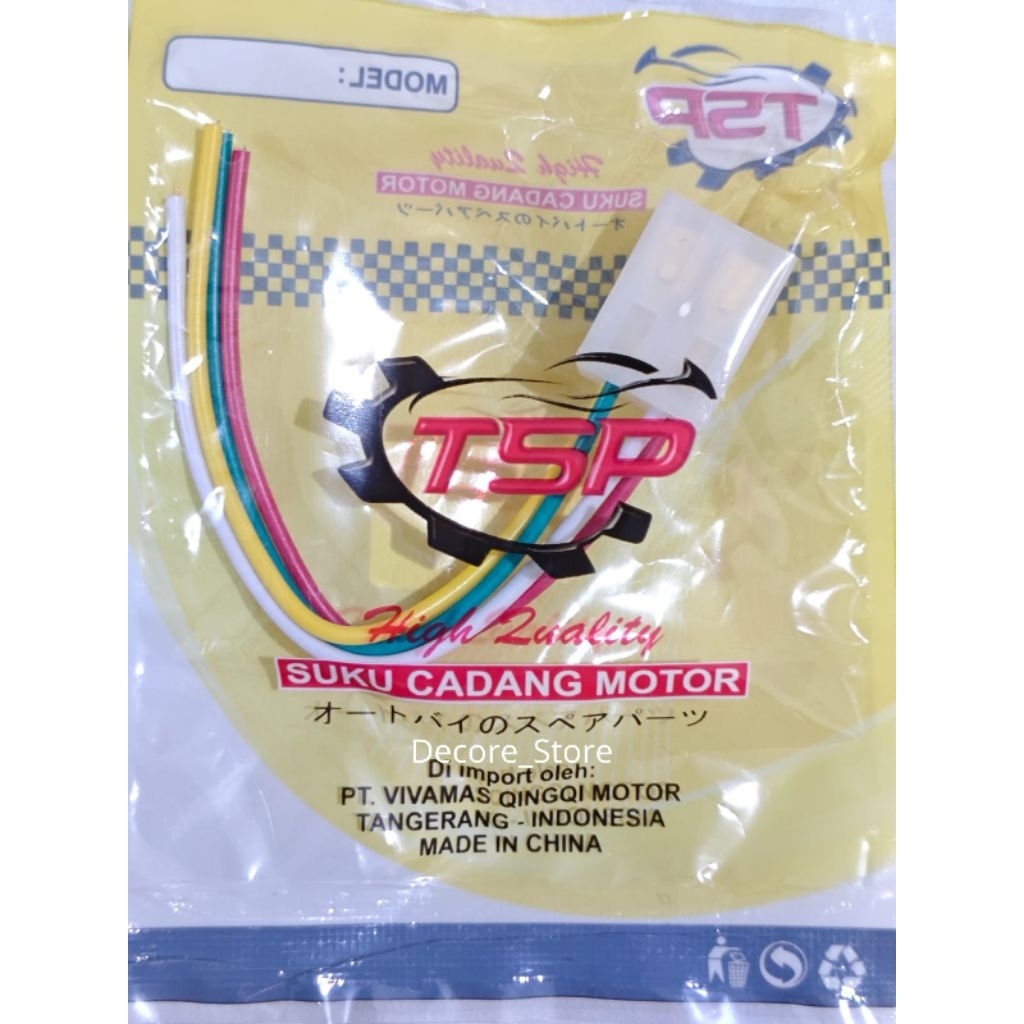 MODEL:
TSP
High Quality
SUKU CADANG MOTOR
オートバイのスペアパーツ
TSP
High Quality
SUKU CADANG MOTOR
オートバイのスペアパーツ
Decore_Store
Di import oleh:
PT. VIVAMAS QINGQI MOTOR
TANGERANG - INDONESIA
MADE IN CHINA